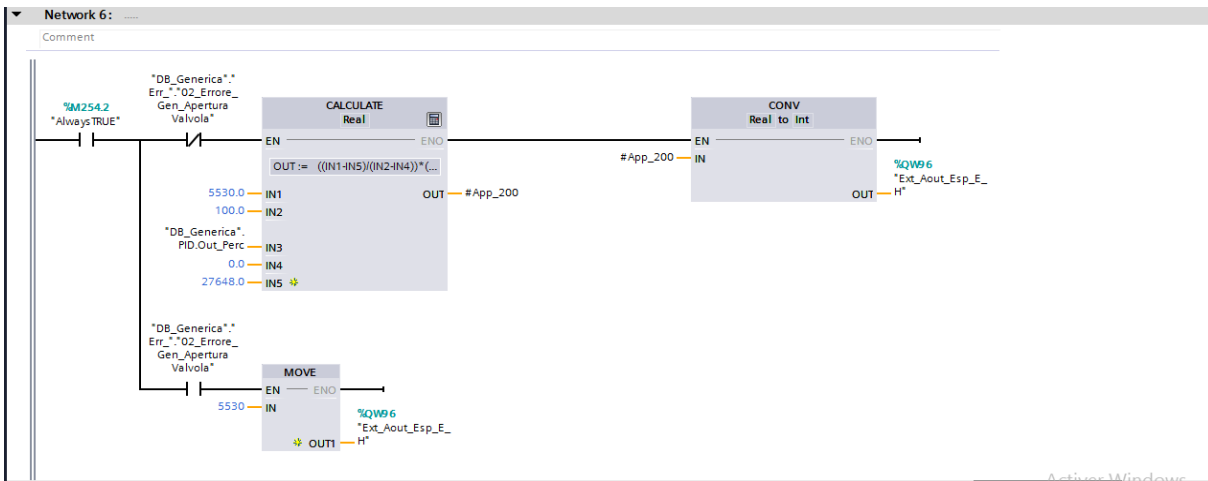 Network 6: .....
Comment
%M254.2
"AlwaysTRUE"
"DB_Generica"."
Err_"."02_Errore_
Gen_Apertura
Valvola"
CALCULATE
Real
EN
ENO
OUT := ((IN1-IN5)/(IN2-IN4))*(...
5530.0
IN1
OUT
#App_200
100.0
IN2
"DB_Generica".
PID.Out_Perc
IN3
0.0
IN4
27648.0
IN5
CONV
Real to Int
EN
ENO
#App_200
IN
%QW96
"Ext_Aout_Esp_E_
H"
OUT
"DB_Generica"."
Err_"."02_Errore_
Gen_Apertura
Valvola"
MOVE
EN
ENO
5530
IN
%QW96
"Ext_Aout_Esp_E_
H"
OUT1
Activer Windows